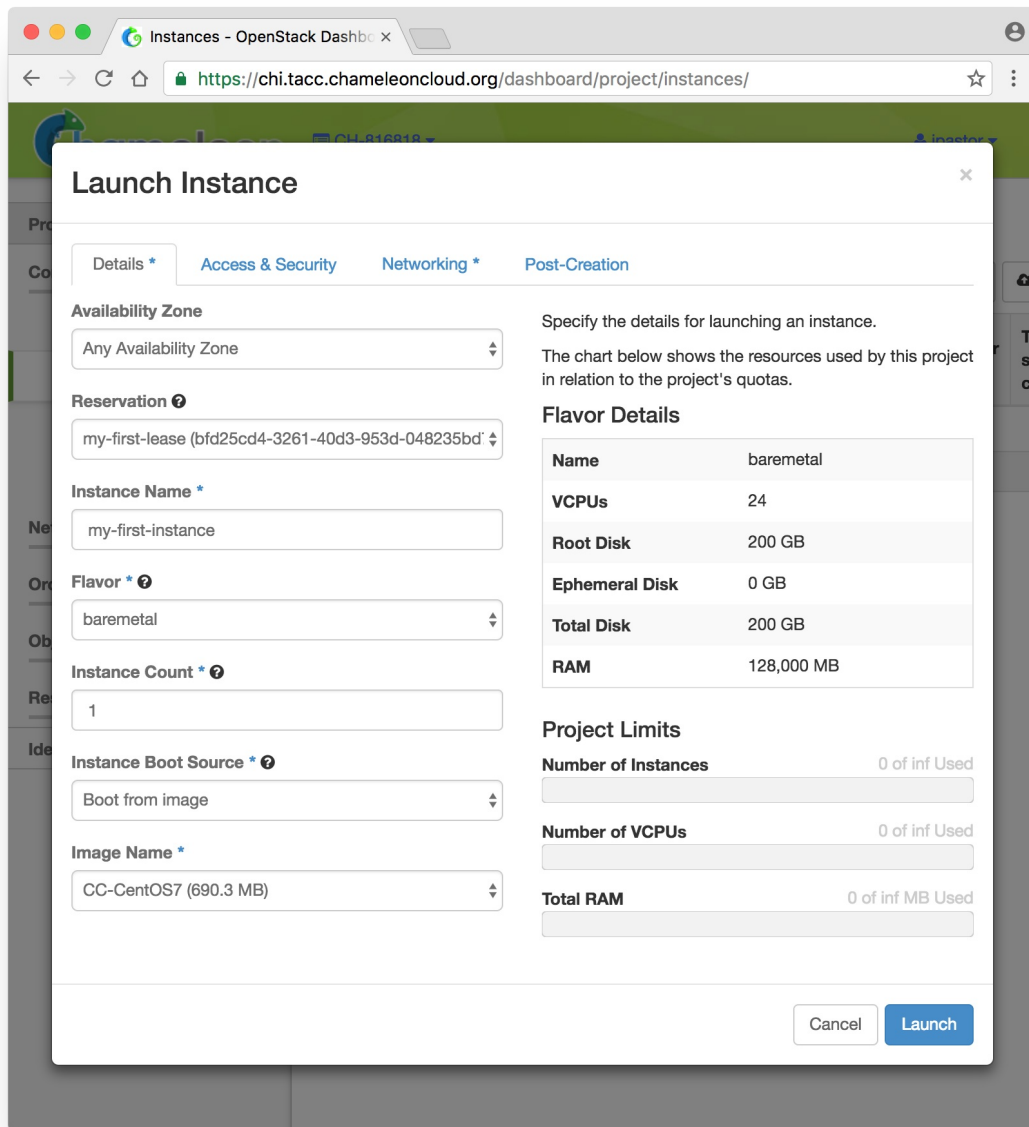 Instances - OpenStack Dashbo
https://chi.tacc.chameleoncloud.org/dashboard/project/instances/
CH-816818
Launch Instance
Details *
Access & Security
Networking *
Post-Creation
Availability Zone
Any Availability Zone
Reservation
my-first-lease (bfd25cd4-3261-40d3-953d-048235bd
Instance Name *
my-first-instance
Flavor *
baremetal
Instance Count *
1
Instance Boot Source *
Boot from image
Image Name *
CC-CentOS7 (690.3 MB)
Specify the details for launching an instance.
The chart below shows the resources used by this project
in relation to the project's quotas.
Flavor Details
Name baremetal
VCPUs 24
Root Disk 200 GB
Ephemeral Disk 0 GB
Total Disk 200 GB
RAM 128,000 MB
Project Limits
Number of Instances 0 of inf Used
Number of VCPUs 0 of inf Used
Total RAM 0 of inf MB Used
Cancel
Launch